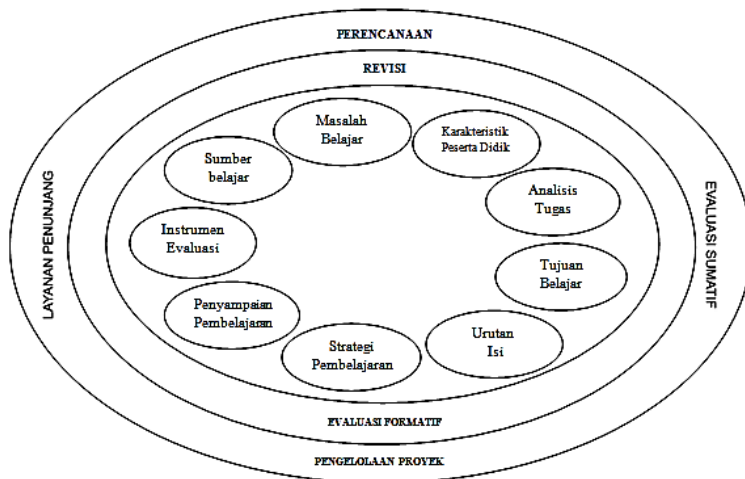 PERENCANAAN
REVISI
Masalah
Belajar
Karakteristik
Peserta Didik
Sumber
belajar
Analisis
Tugas
Instrumen
Evaluasi
Tujuan
Belajar
Penyampaian
Pembelajaran
Urutan
Isi
Strategi
Pembelajaran
LAYANAN PENUNJANG
EVALUASI SUMATIF
EVALUASI FORMATIF
PENGELOLAAN PROYEK